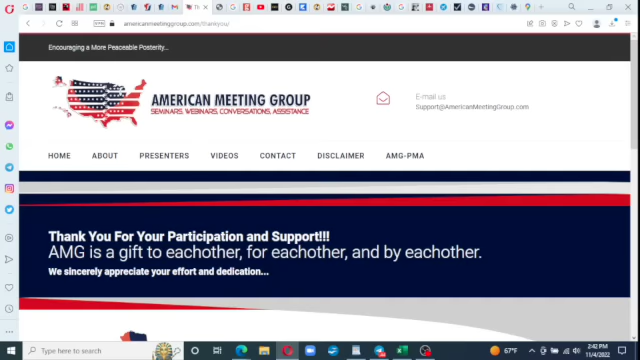 americanmeetinggroup.com/thankyou/
Encouraging a More Peaceable Posterity...
AMERICAN MEETING GROUP
SEMINARS, WEBINARS, CONVERSATIONS, ASSISTANCE
E-mail us
Support@AmericanMeetingGroup.com
HOME ABOUT PRESENTERS VIDEOS CONTACT DISCLAIMER AMG-PMA
Thank You For Your Participation and Support!!!
AMG is a gift to eachother, for eachother, and by eachother.
We sincerely appreciate your effort and dedication...
Type here to search
67°F
2:42 PM
11/4/2022